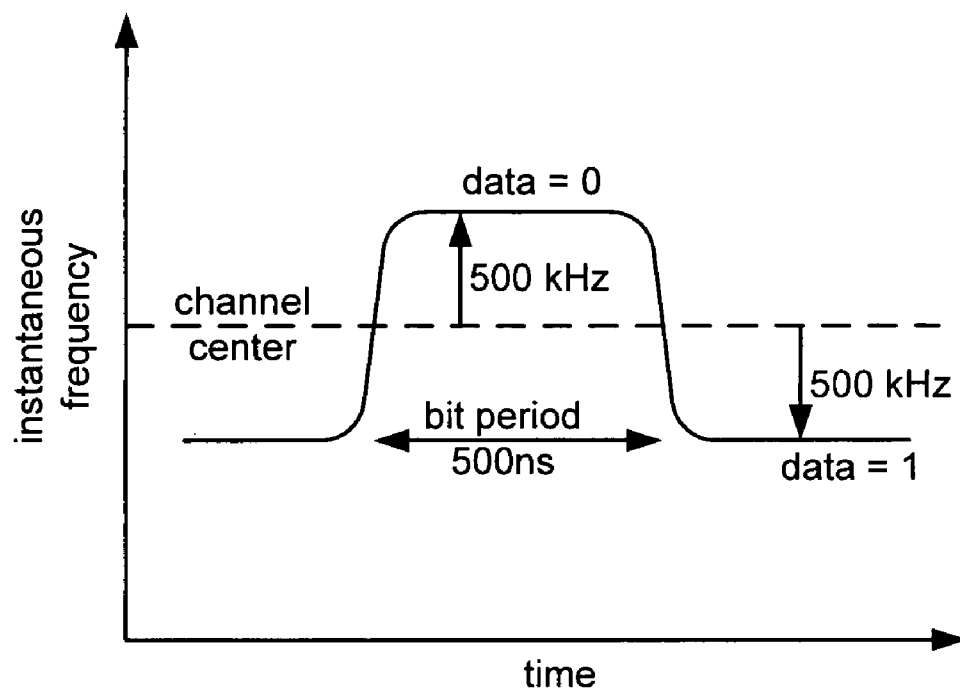 data = 0
500 kHz
channel
center
instantaneous
frequency
500 kHz
bit period
500ns
data = 1
time